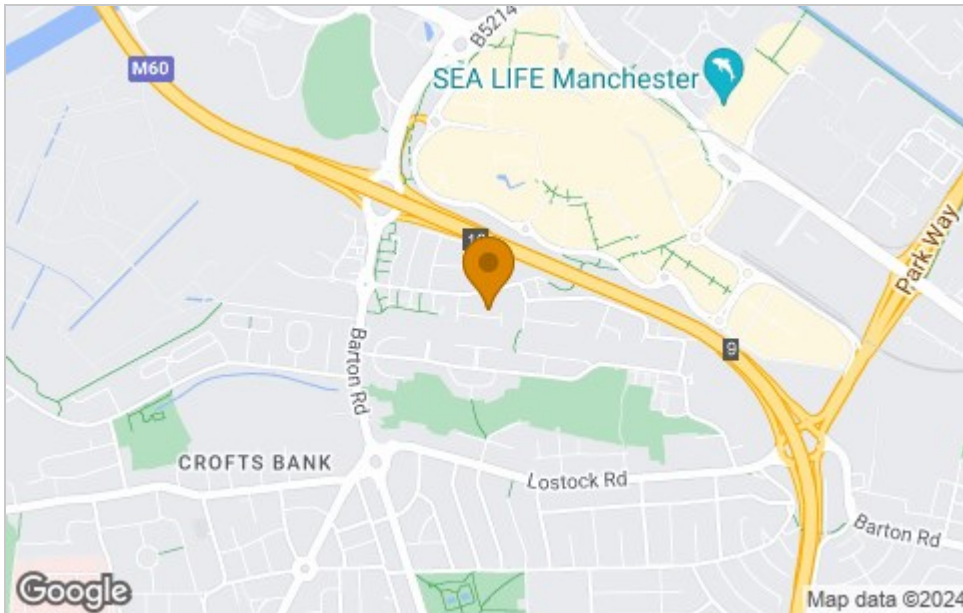 B5214
M60
SEA LIFE Manchester
Park Way
9
Barton Rd
CROFTS BANK
Lostock Rd
Barton Rd
Google
Map data ©2024